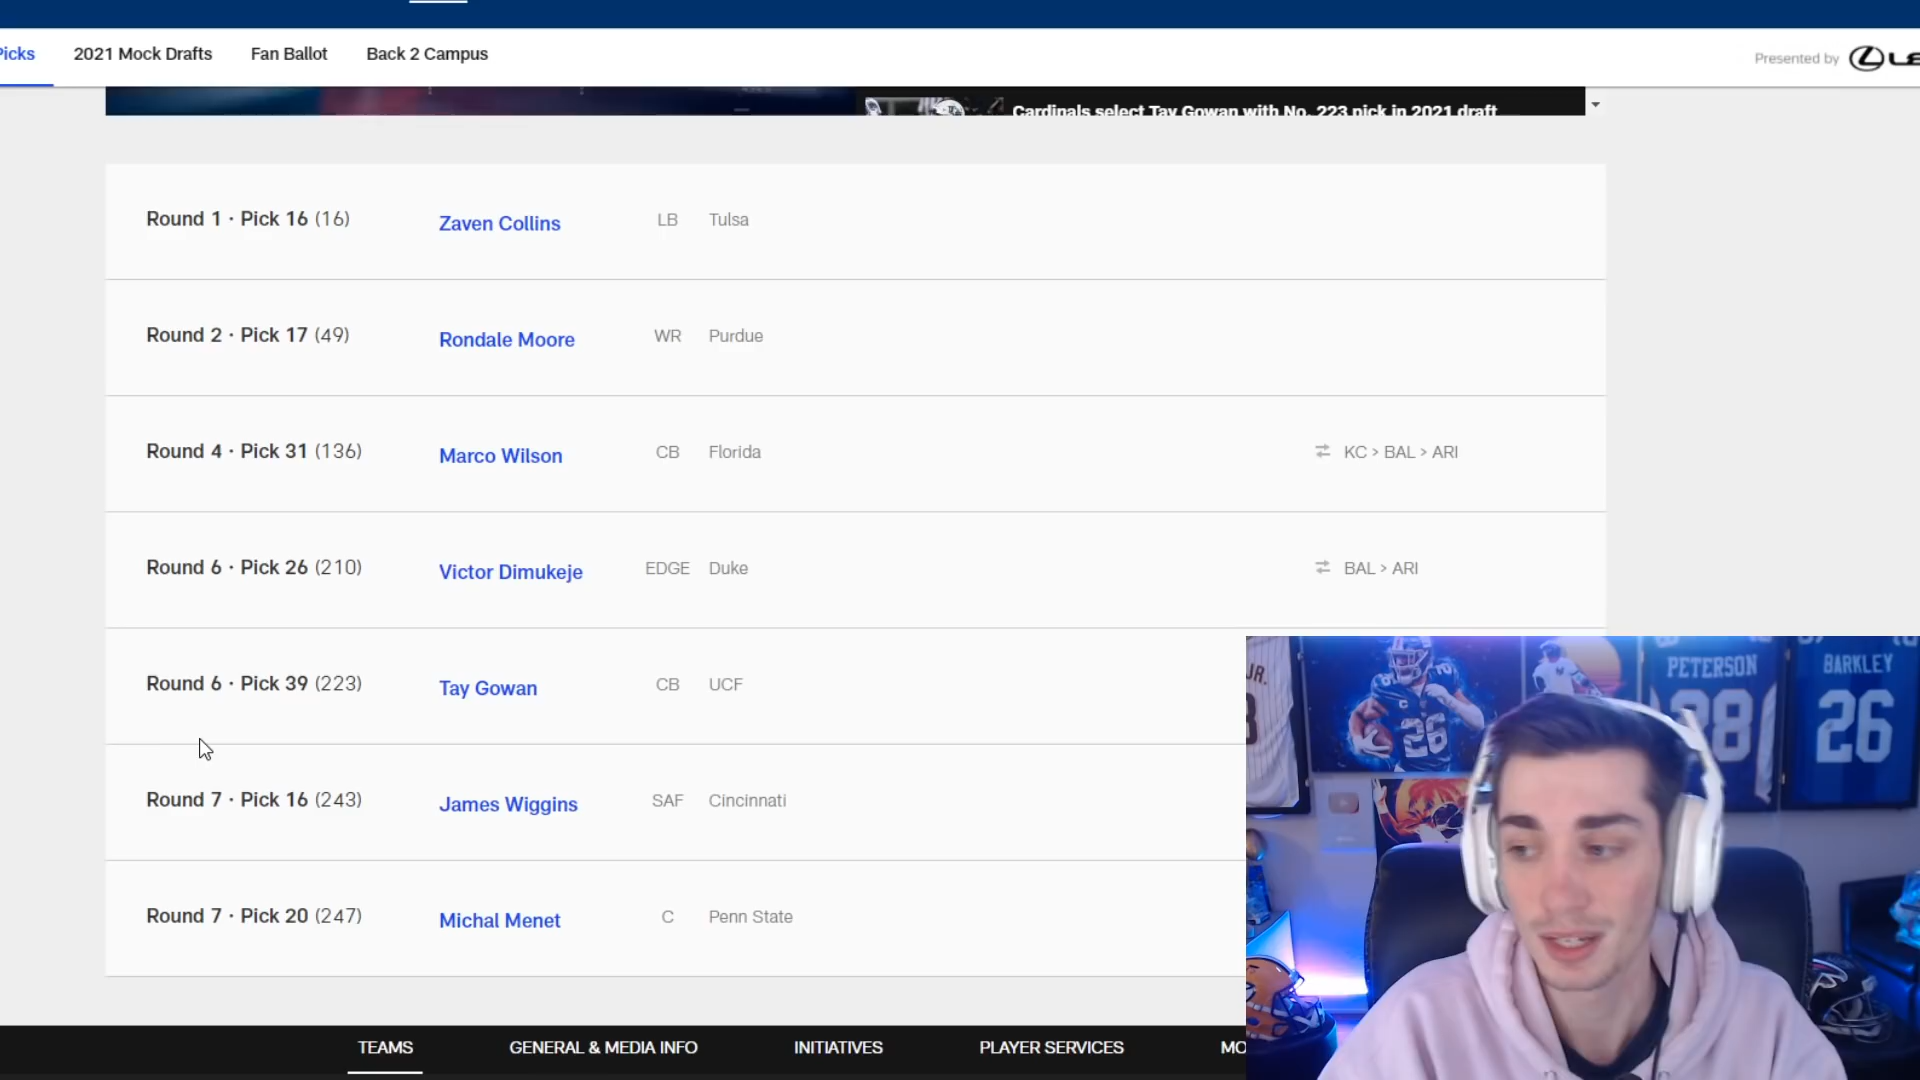 Picks 2021 Mock Drafts Fan Ballot Back 2 Campus Presented by
Cardinals select Tay Gowan with No. 223 pick in 2021 draft
Round 1 · Pick 16 (16) Zaven Collins LB Tulsa
Round 2 · Pick 17 (49) Rondale Moore WR Purdue
Round 4 · Pick 31 (136) Marco Wilson CB Florida KC > BAL > ARI
Round 6 · Pick 26 (210) Victor Dimukeje EDGE Duke BAL > ARI
Round 6 · Pick 39 (223) Tay Gowan CB UCF
Round 7 · Pick 16 (243) James Wiggins SAF Cincinnati
Round 7 · Pick 20 (247) Michal Menet C Penn State
JR.
26
PETERSON
28
BARKLEY
26
TEAMS GENERAL & MEDIA INFO INITIATIVES PLAYER SERVICES MO